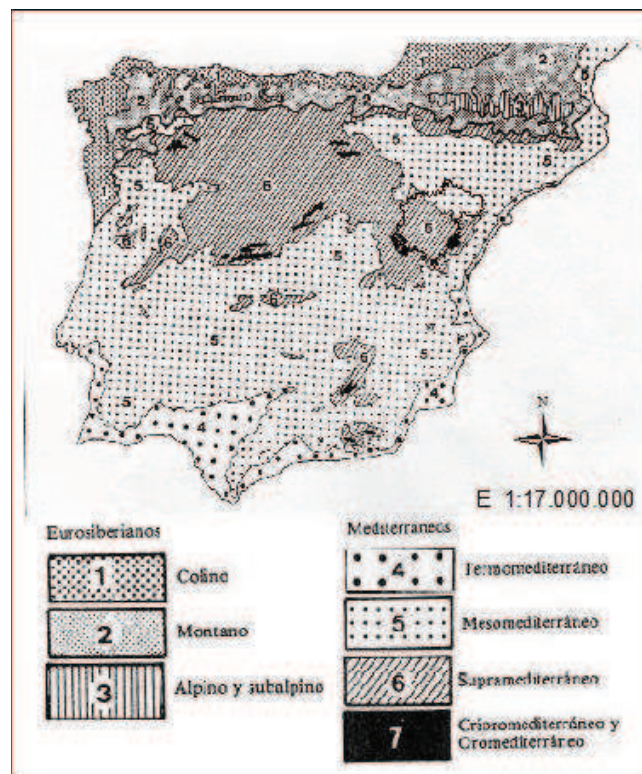 N
E 1:17.000.000
Eurosiberianos
1 Colino
2 Montano
3 Alpino y subalpino
Mediterraneos
4 Termomediterráneo
5 Mesomediterráneo
6 Supramediterráneo
7 Crioromediterráneo y
Cromediterráneo